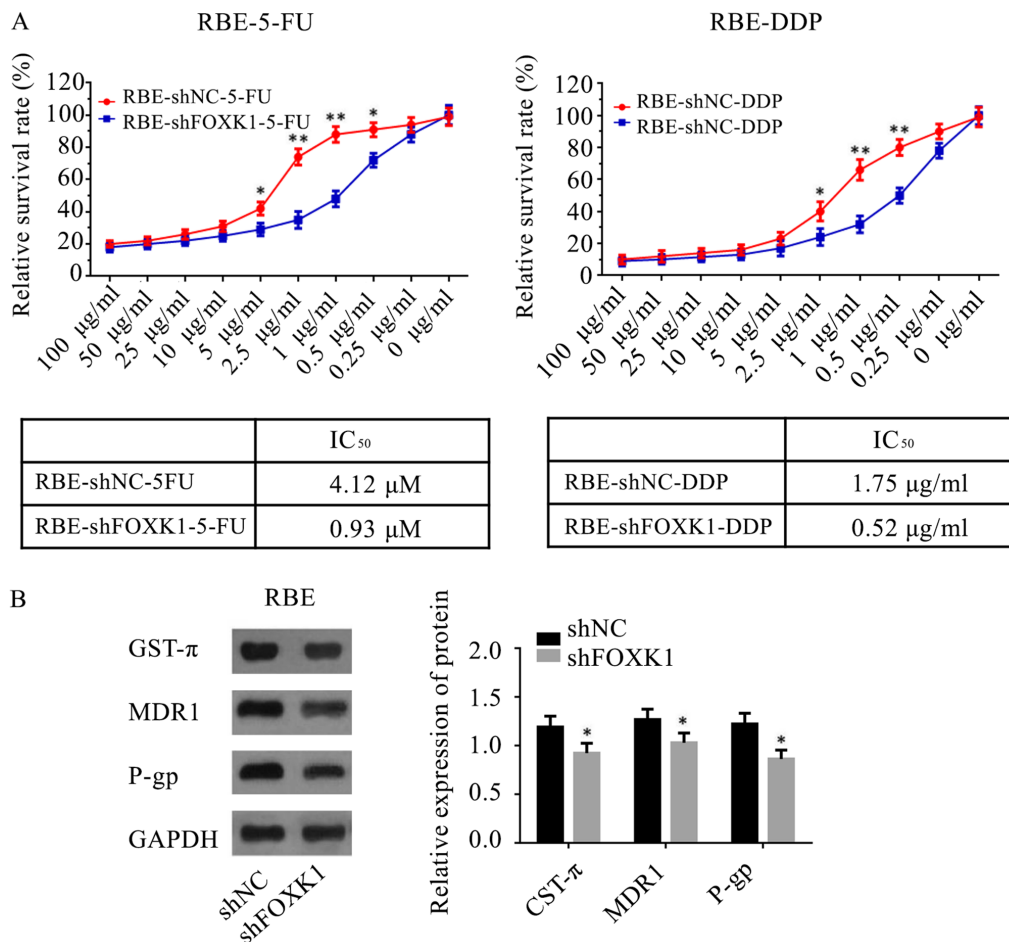 A
RBE-5-FU
Relative survival rate (%)
120
100
80
60
40
20
0
RBE-shNC-5-FU
RBE-shFOXK1-5-FU
*
**
**
*
100 µg/ml
50 µg/ml
25 µg/ml
10 µg/ml
5 µg/ml
2.5 µg/ml
1 µg/ml
0.5 µg/ml
0.25 µg/ml
0 µg/ml
RBE-DDP
Relative survival rate (%)
120
100
80
60
40
20
0
RBE-shNC-DDP
RBE-shNC-DDP
*
**
**
100 µg/ml
50 µg/ml
25 µg/ml
10 µg/ml
5 µg/ml
2.5 µg/ml
1 µg/ml
0.5 µg/ml
0.25 µg/ml
0 µg/ml
IC50
RBE-shNC-5FU 4.12 µM
RBE-shFOXK1-5-FU 0.93 µM
IC50
RBE-shNC-DDP 1.75 µg/ml
RBE-shFOXK1-DDP 0.52 µg/ml
B
RBE
GST-π
MDR1
P-gp
GAPDH
shNC
shFOXK1
Relative expression of protein
shNC
shFOXK1
2.0
1.5
1.0
0.5
0.0
*
*
*
CST-π
MDR1
P-gp